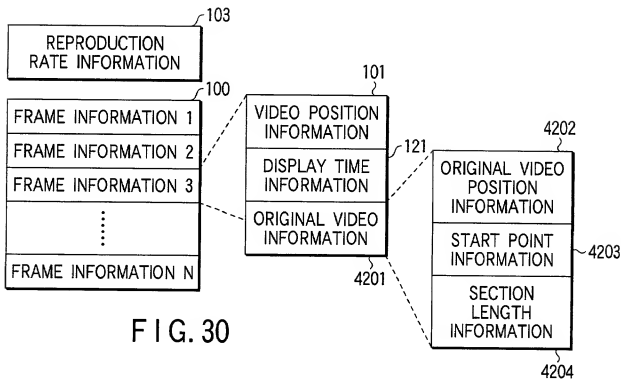 103
REPRODUCTION
RATE INFORMATION
100
FRAME INFORMATION 1
FRAME INFORMATION 2
FRAME INFORMATION 3
FRAME INFORMATION N
101
VIDEO POSITION
INFORMATION
121
DISPLAY TIME
INFORMATION
ORIGINAL VIDEO
INFORMATION
4201
4202
ORIGINAL VIDEO
POSITION
INFORMATION
START POINT
INFORMATION
4203
SECTION
LENGTH
INFORMATION
4204
FIG. 30